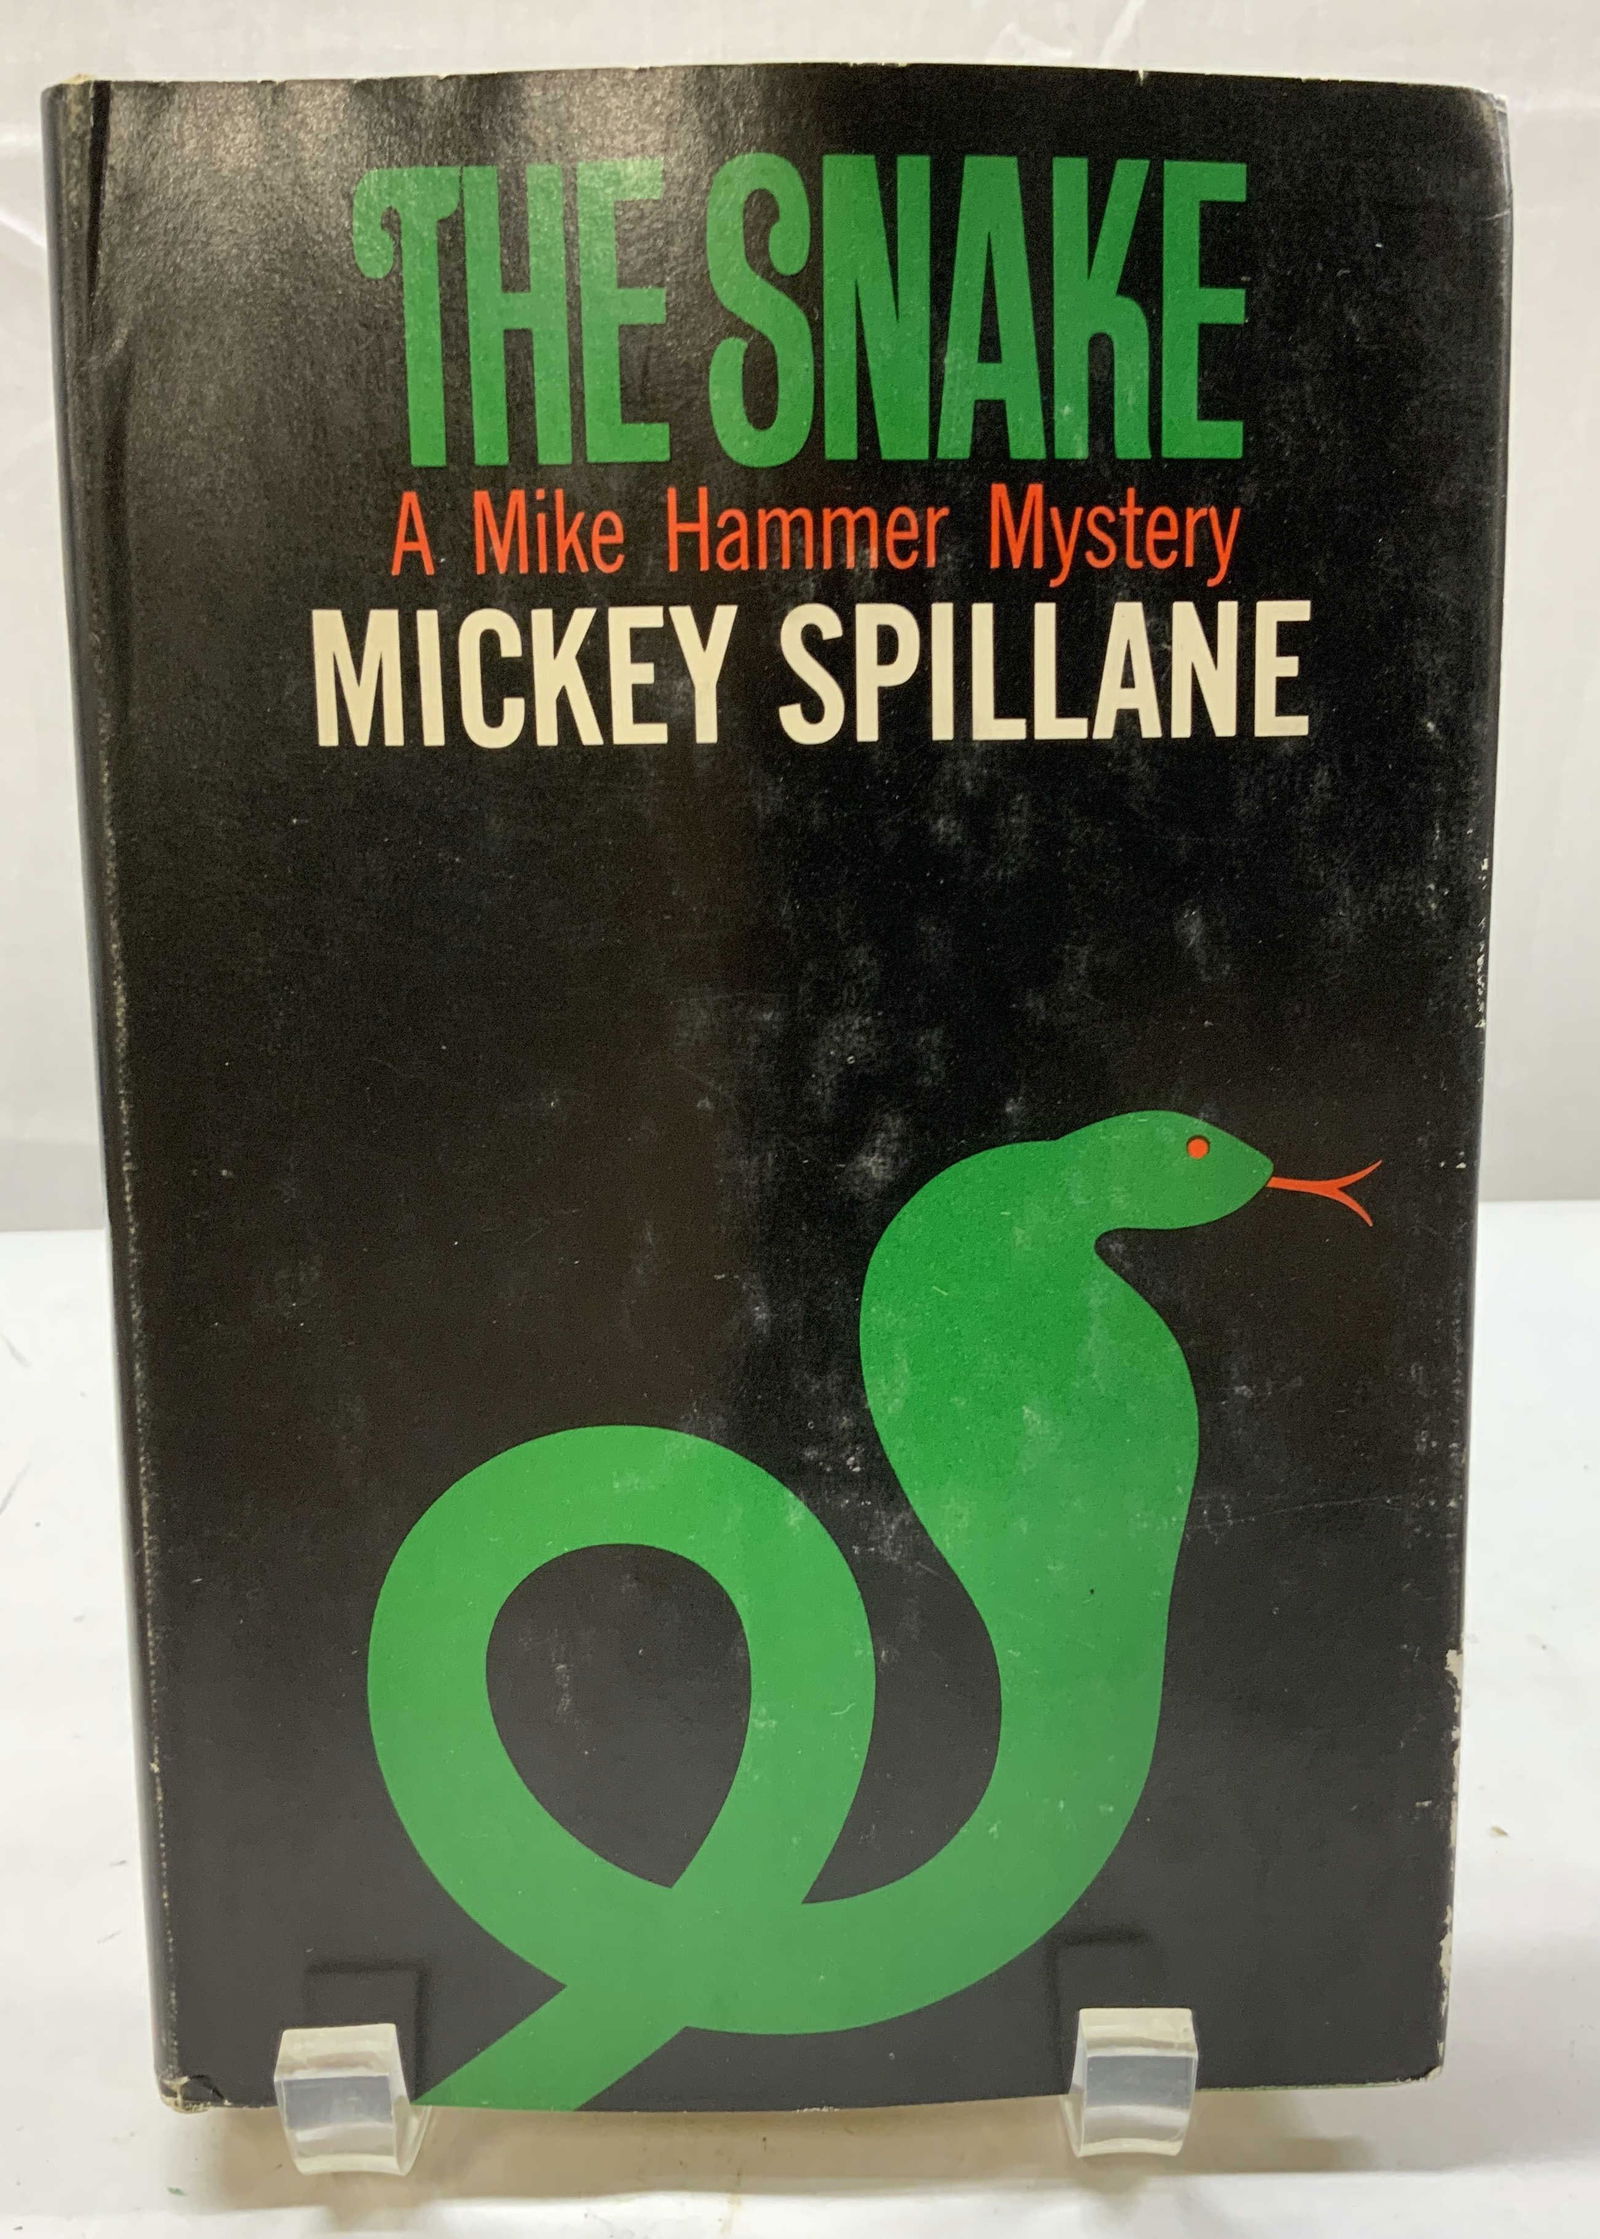 THE SNAKE
A Mike Hammer Mystery
MICKEY SPILLANE